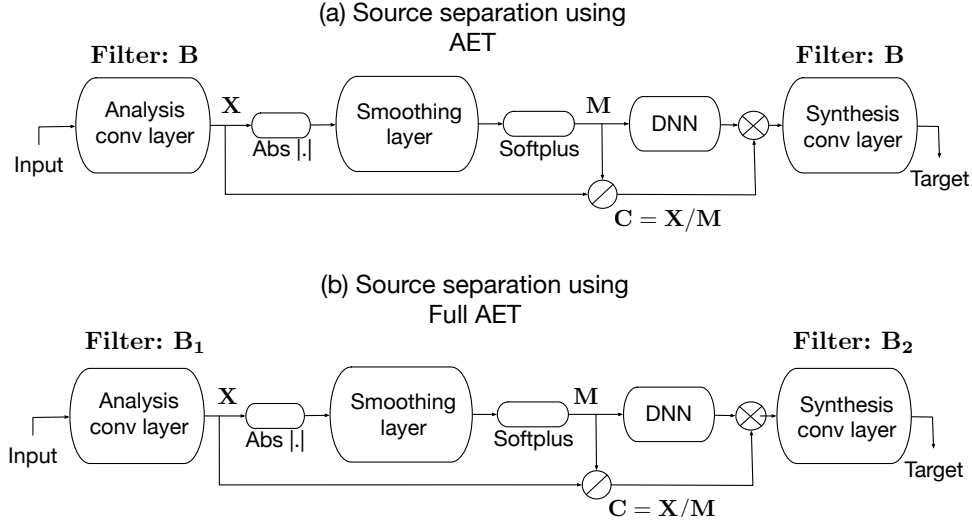 (a) Source separation using
AET
Filter: B
Filter: B
Analysis
conv layer
X
Abs |.|
Smoothing
layer
Softplus
M
DNN
Synthesis
conv layer
Input
Target
C = X/M
(b) Source separation using
Full AET
Filter: B₁
Filter: B₂
Analysis
conv layer
X
Abs |.|
Smoothing
layer
Softplus
M
DNN
Synthesis
conv layer
Input
Target
C = X/M